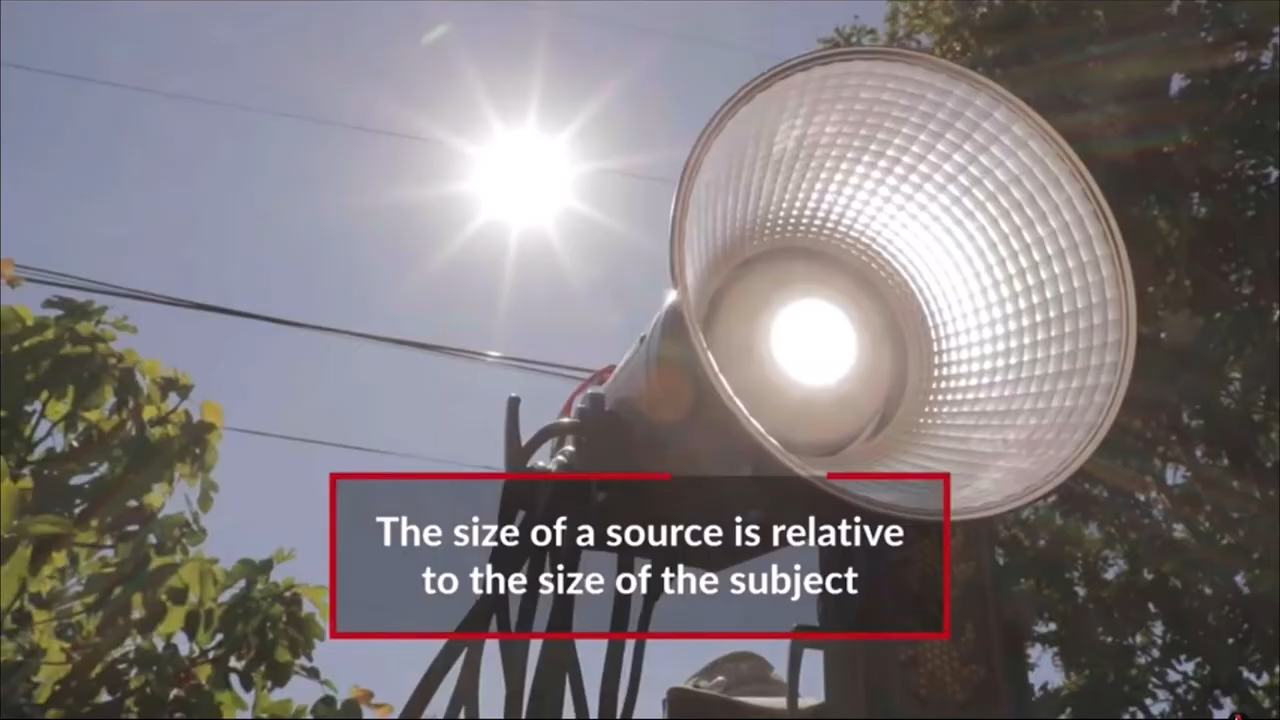 The size of a source is relative
to the size of the subject